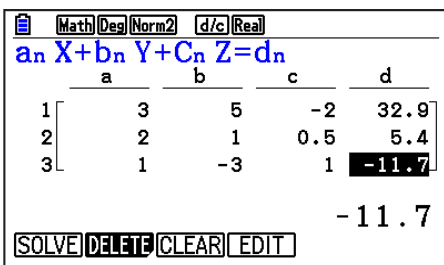 Math Deg Norm2 d/c Real
an X+bn Y+Cn Z=dn
a b c d
1 3 5 -2 32.9
2 2 1 0.5 5.4
3 1 -3 1 -11.7
-11.7
SOLVE DELETE CLEAR EDIT